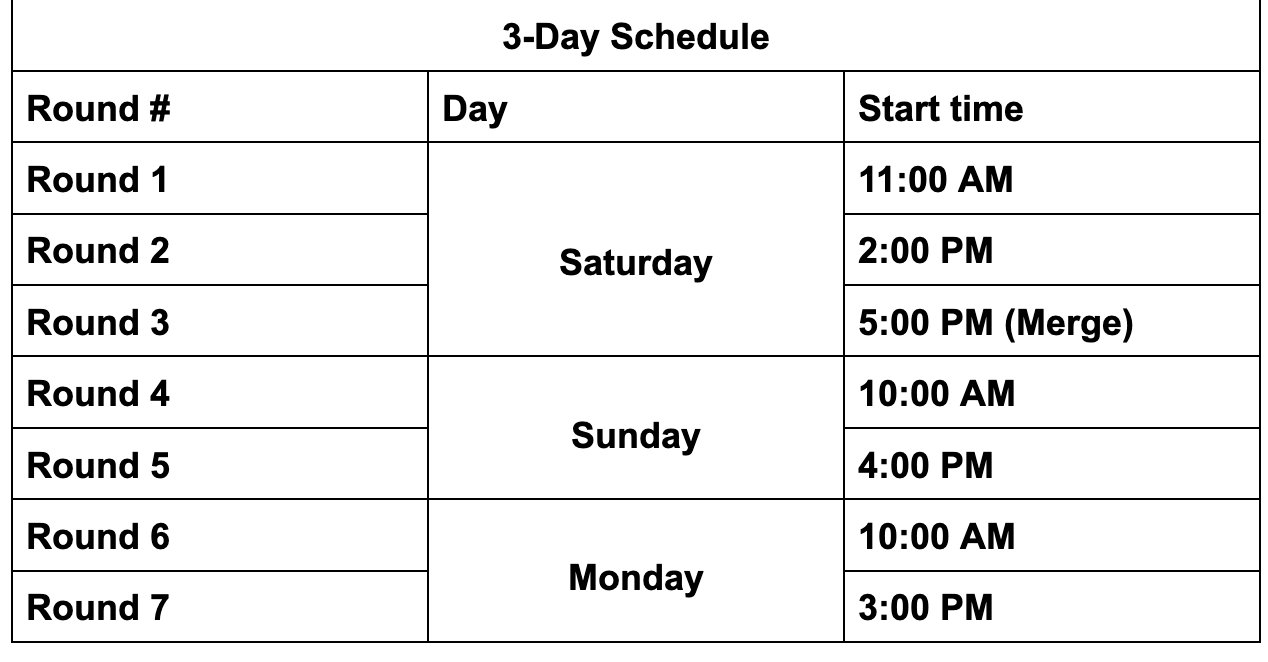 3-Day Schedule
Round # Day Start time
Round 1 Saturday 11:00 AM
Round 2 2:00 PM
Round 3 5:00 PM (Merge)
Round 4 Sunday 10:00 AM
Round 5 4:00 PM
Round 6 Monday 10:00 AM
Round 7 3:00 PM